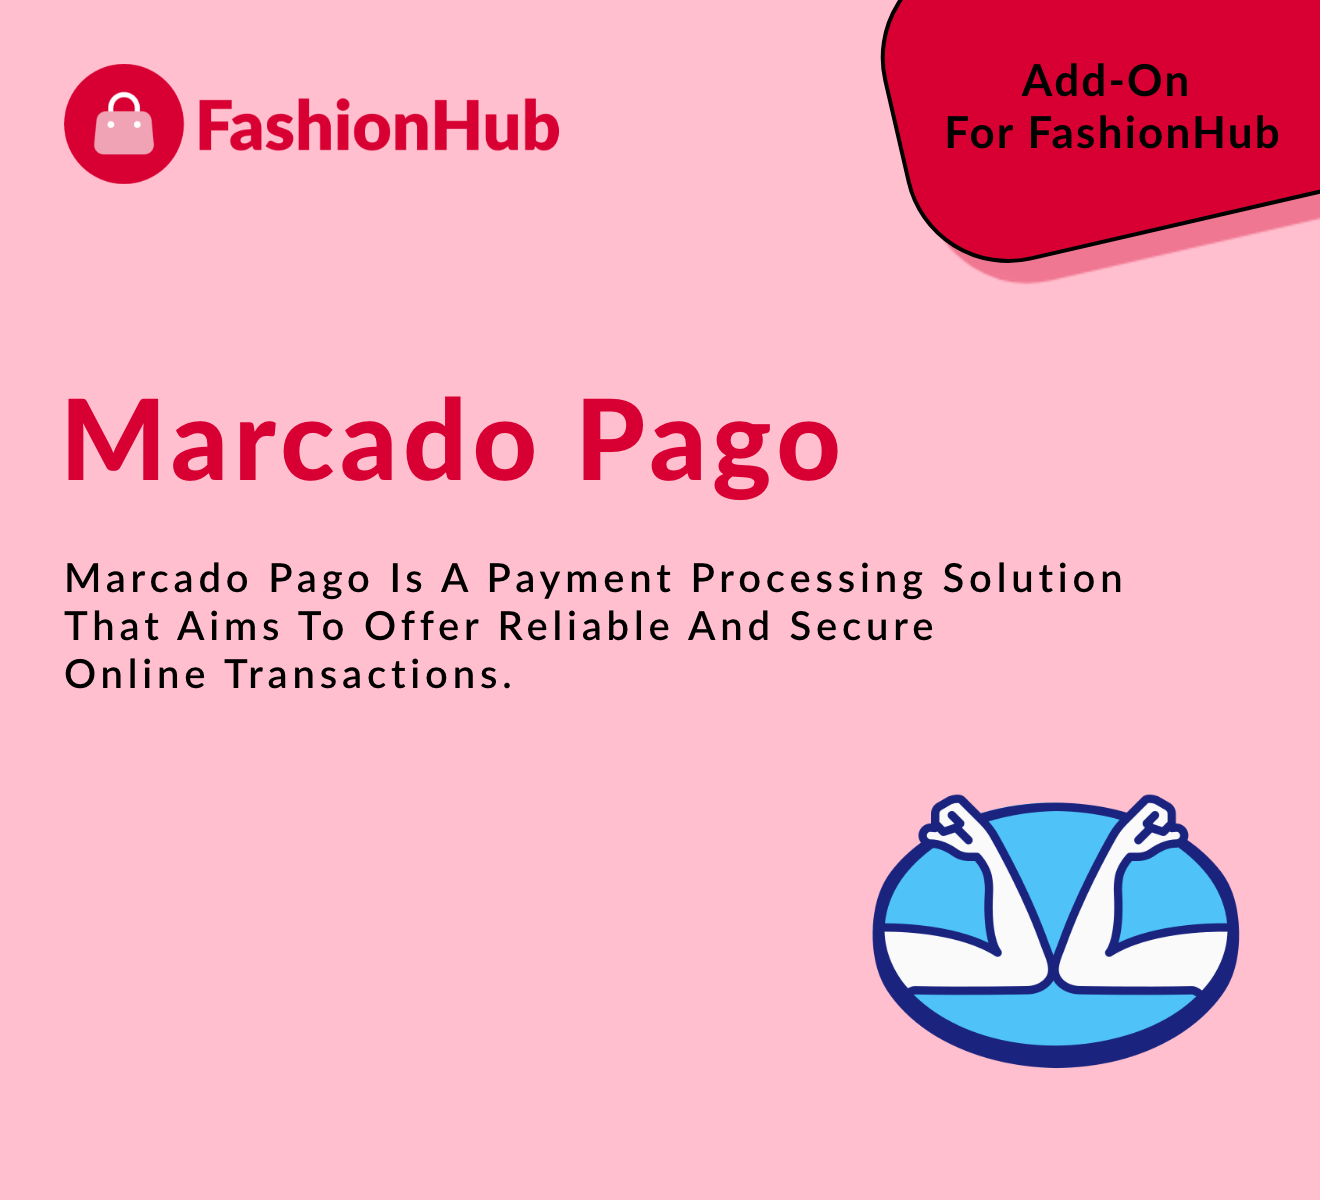 FashionHub
Add-On
For FashionHub
Marcado Pago
Marcado Pago Is A Payment Processing Solution
That Aims To Offer Reliable And Secure
Online Transactions.